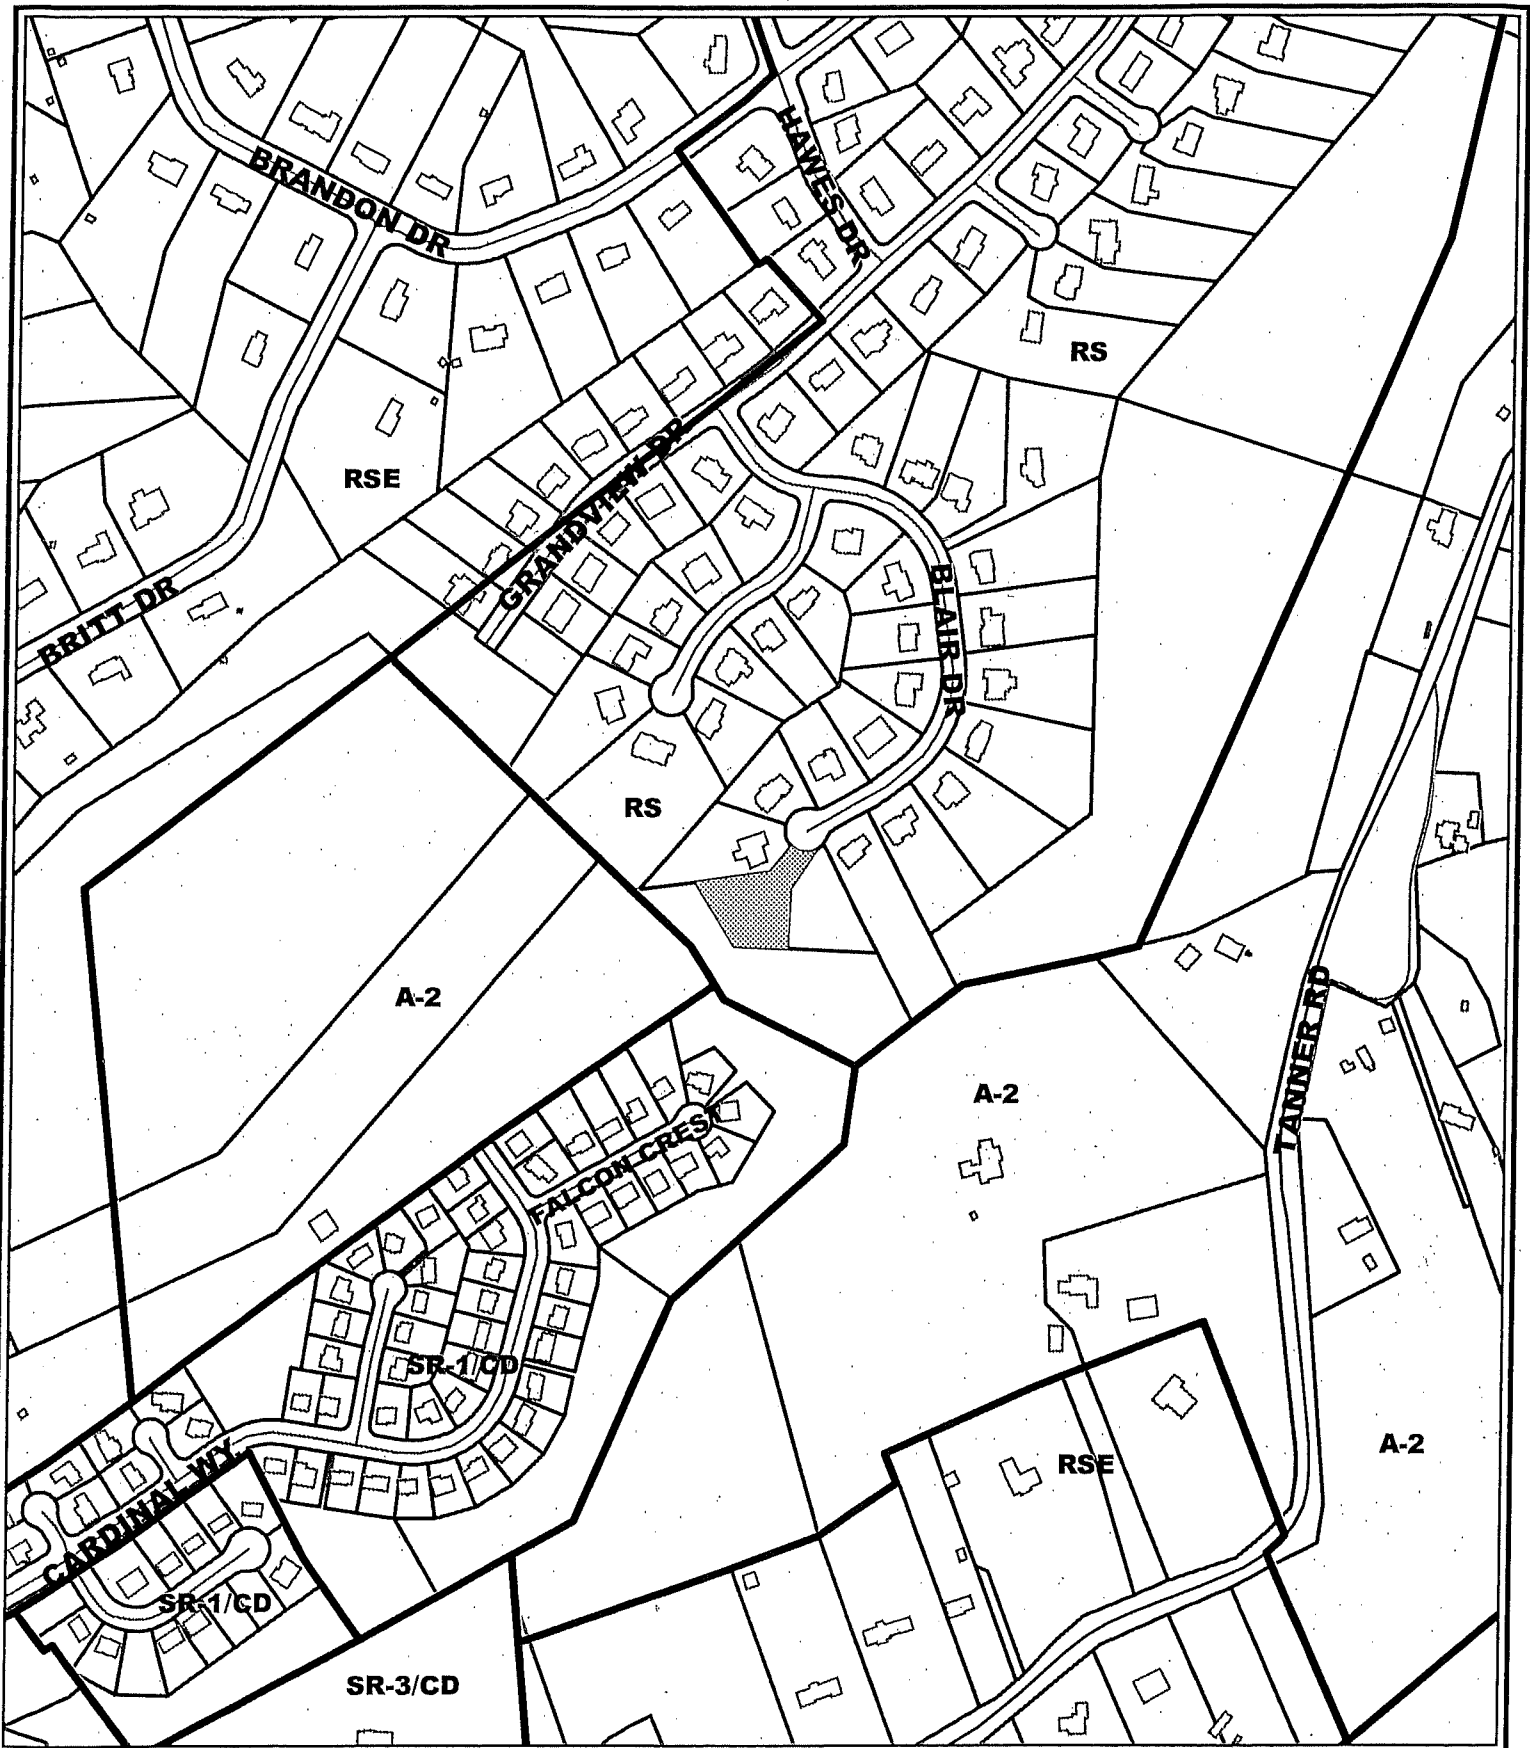 HAWES DR
BRANDON DR
RS
RSE
GRANDVIEW DR
BLAIR DR
BRITT DR
RS
A-2
TANNER RD
A-2
FALCON CREST
SR-1/CD
A-2
RSE
CARDINAL WY
SR-1/CD
SR-3/CD